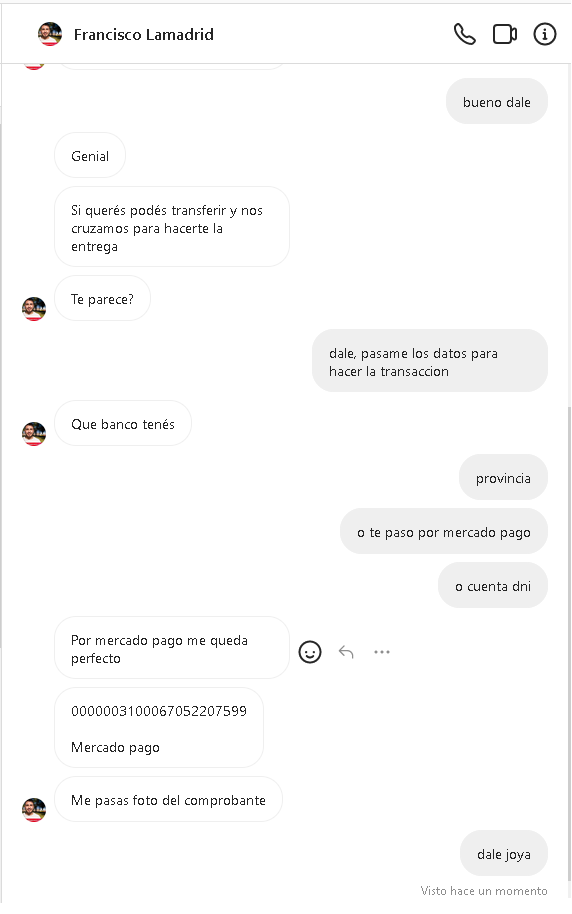 Francisco Lamadrid
bueno dale
Genial
Si querés podés transferir y nos
cruzamos para hacerte la
entrega
Te parece?
dale, pasame los datos para
hacer la transaccion
Que banco tenés
provincia
o te paso por mercado pago
o cuenta dni
Por mercado pago me queda
perfecto
0000003100067052207599
Mercado pago
Me pasas foto del comprobante
dale joya
Visto hace un momento